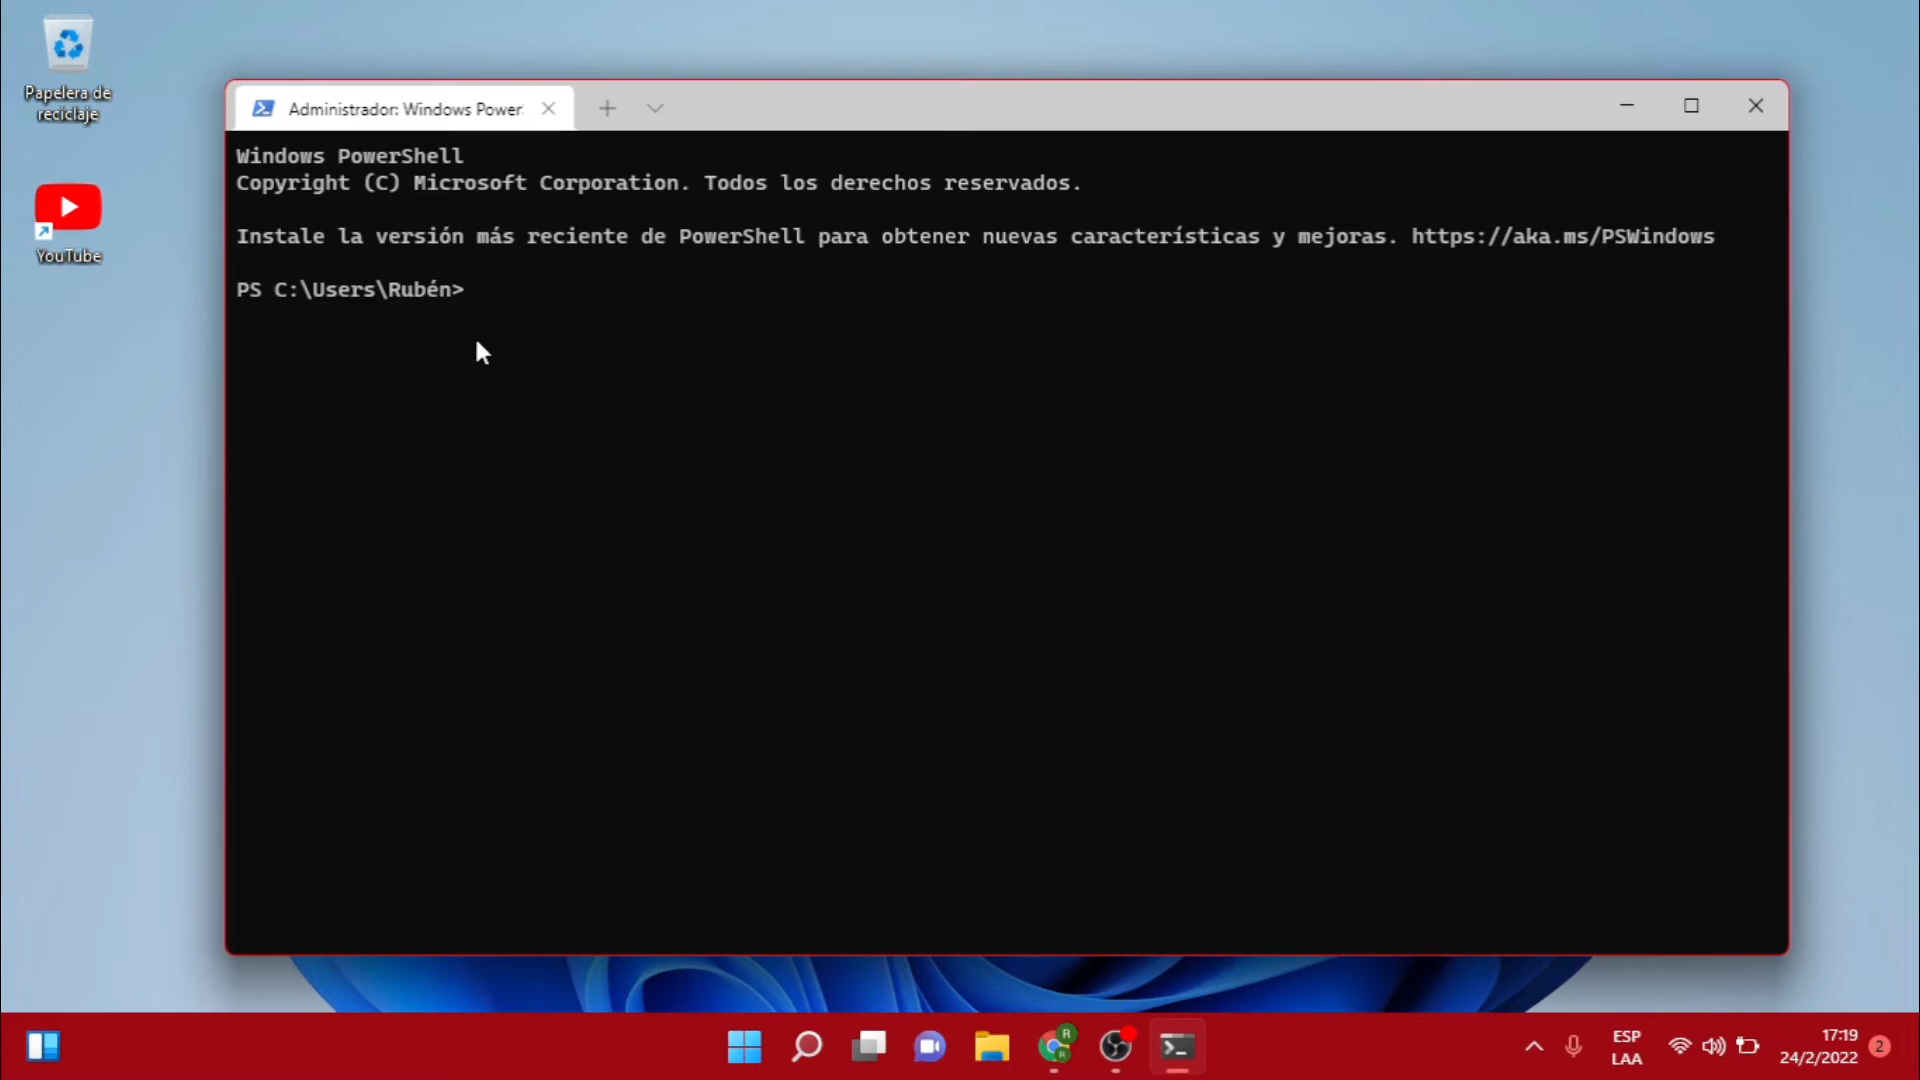 Papelera de
reciclaje
YouTube
Administrador: Windows Power
Windows PowerShell
Copyright (C) Microsoft Corporation. Todos los derechos reservados.
Instale la versión más reciente de PowerShell para obtener nuevas características y mejoras. https://aka.ms/PSWindows
PS C:\Users\Rubén>
R
R
ESP
LAA
17:19
24/2/2022
2